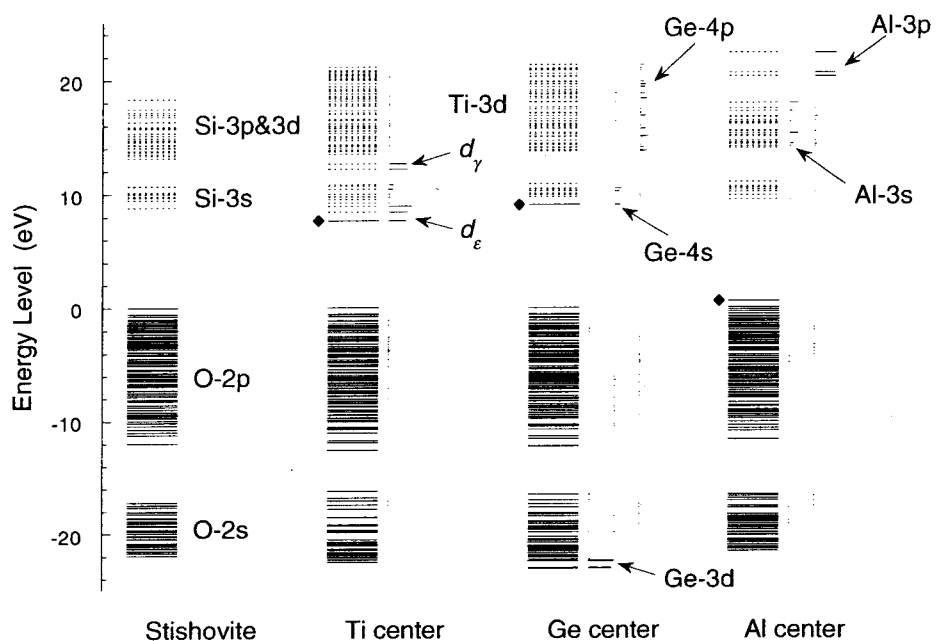 Energy Level (eV)
20
10
0
-10
-20
Si-3p&3d
Si-3s
O-2p
O-2s
Ti-3d
dγ
dε
Ge-4p
Ge-4s
Ge-3d
Al-3p
Al-3s
Stishovite
Ti center
Ge center
Al center